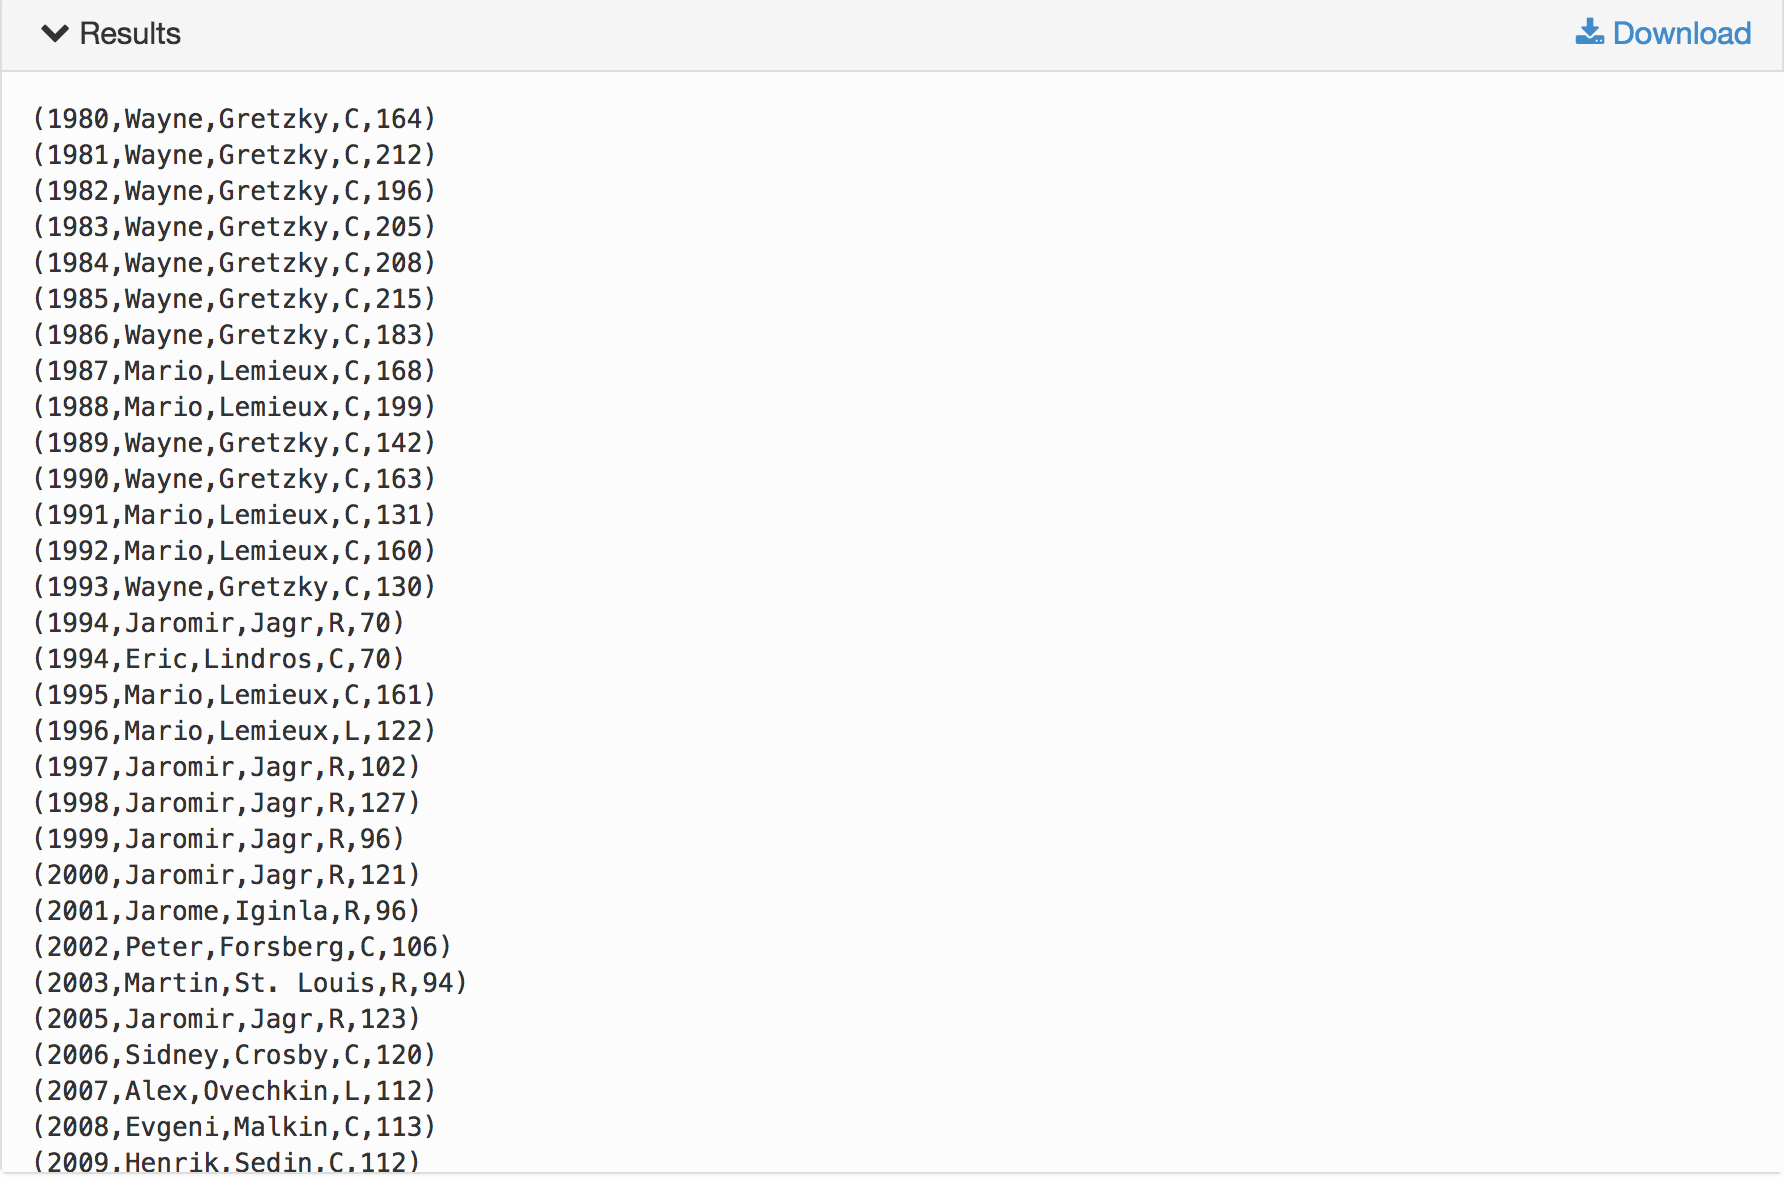 Results
Download
(1980,Wayne,Gretzky,C,164)
(1981,Wayne,Gretzky,C,212)
(1982,Wayne,Gretzky,C,196)
(1983,Wayne,Gretzky,C,205)
(1984,Wayne,Gretzky,C,208)
(1985,Wayne,Gretzky,C,215)
(1986,Wayne,Gretzky,C,183)
(1987,Mario,Lemieux,C,168)
(1988,Mario,Lemieux,C,199)
(1989,Wayne,Gretzky,C,142)
(1990,Wayne,Gretzky,C,163)
(1991,Mario,Lemieux,C,131)
(1992,Mario,Lemieux,C,160)
(1993,Wayne,Gretzky,C,130)
(1994,Jaromir,Jagr,R,70)
(1994,Eric,Lindros,C,70)
(1995,Mario,Lemieux,C,161)
(1996,Mario,Lemieux,L,122)
(1997,Jaromir,Jagr,R,102)
(1998,Jaromir,Jagr,R,127)
(1999,Jaromir,Jagr,R,96)
(2000,Jaromir,Jagr,R,121)
(2001,Jarome,Iginla,R,96)
(2002,Peter,Forsberg,C,106)
(2003,Martin,St. Louis,R,94)
(2005,Jaromir,Jagr,R,123)
(2006,Sidney,Crosby,C,120)
(2007,Alex,Ovechkin,L,112)
(2008,Evgeni,Malkin,C,113)
(2009,Henrik,Sedin,C,112)